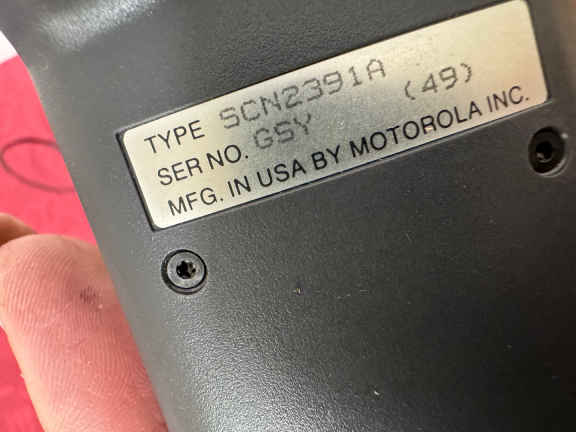 TYPE SCN2391A
SER NO. GSY (49)
MFG. IN USA BY MOTOROLA INC.